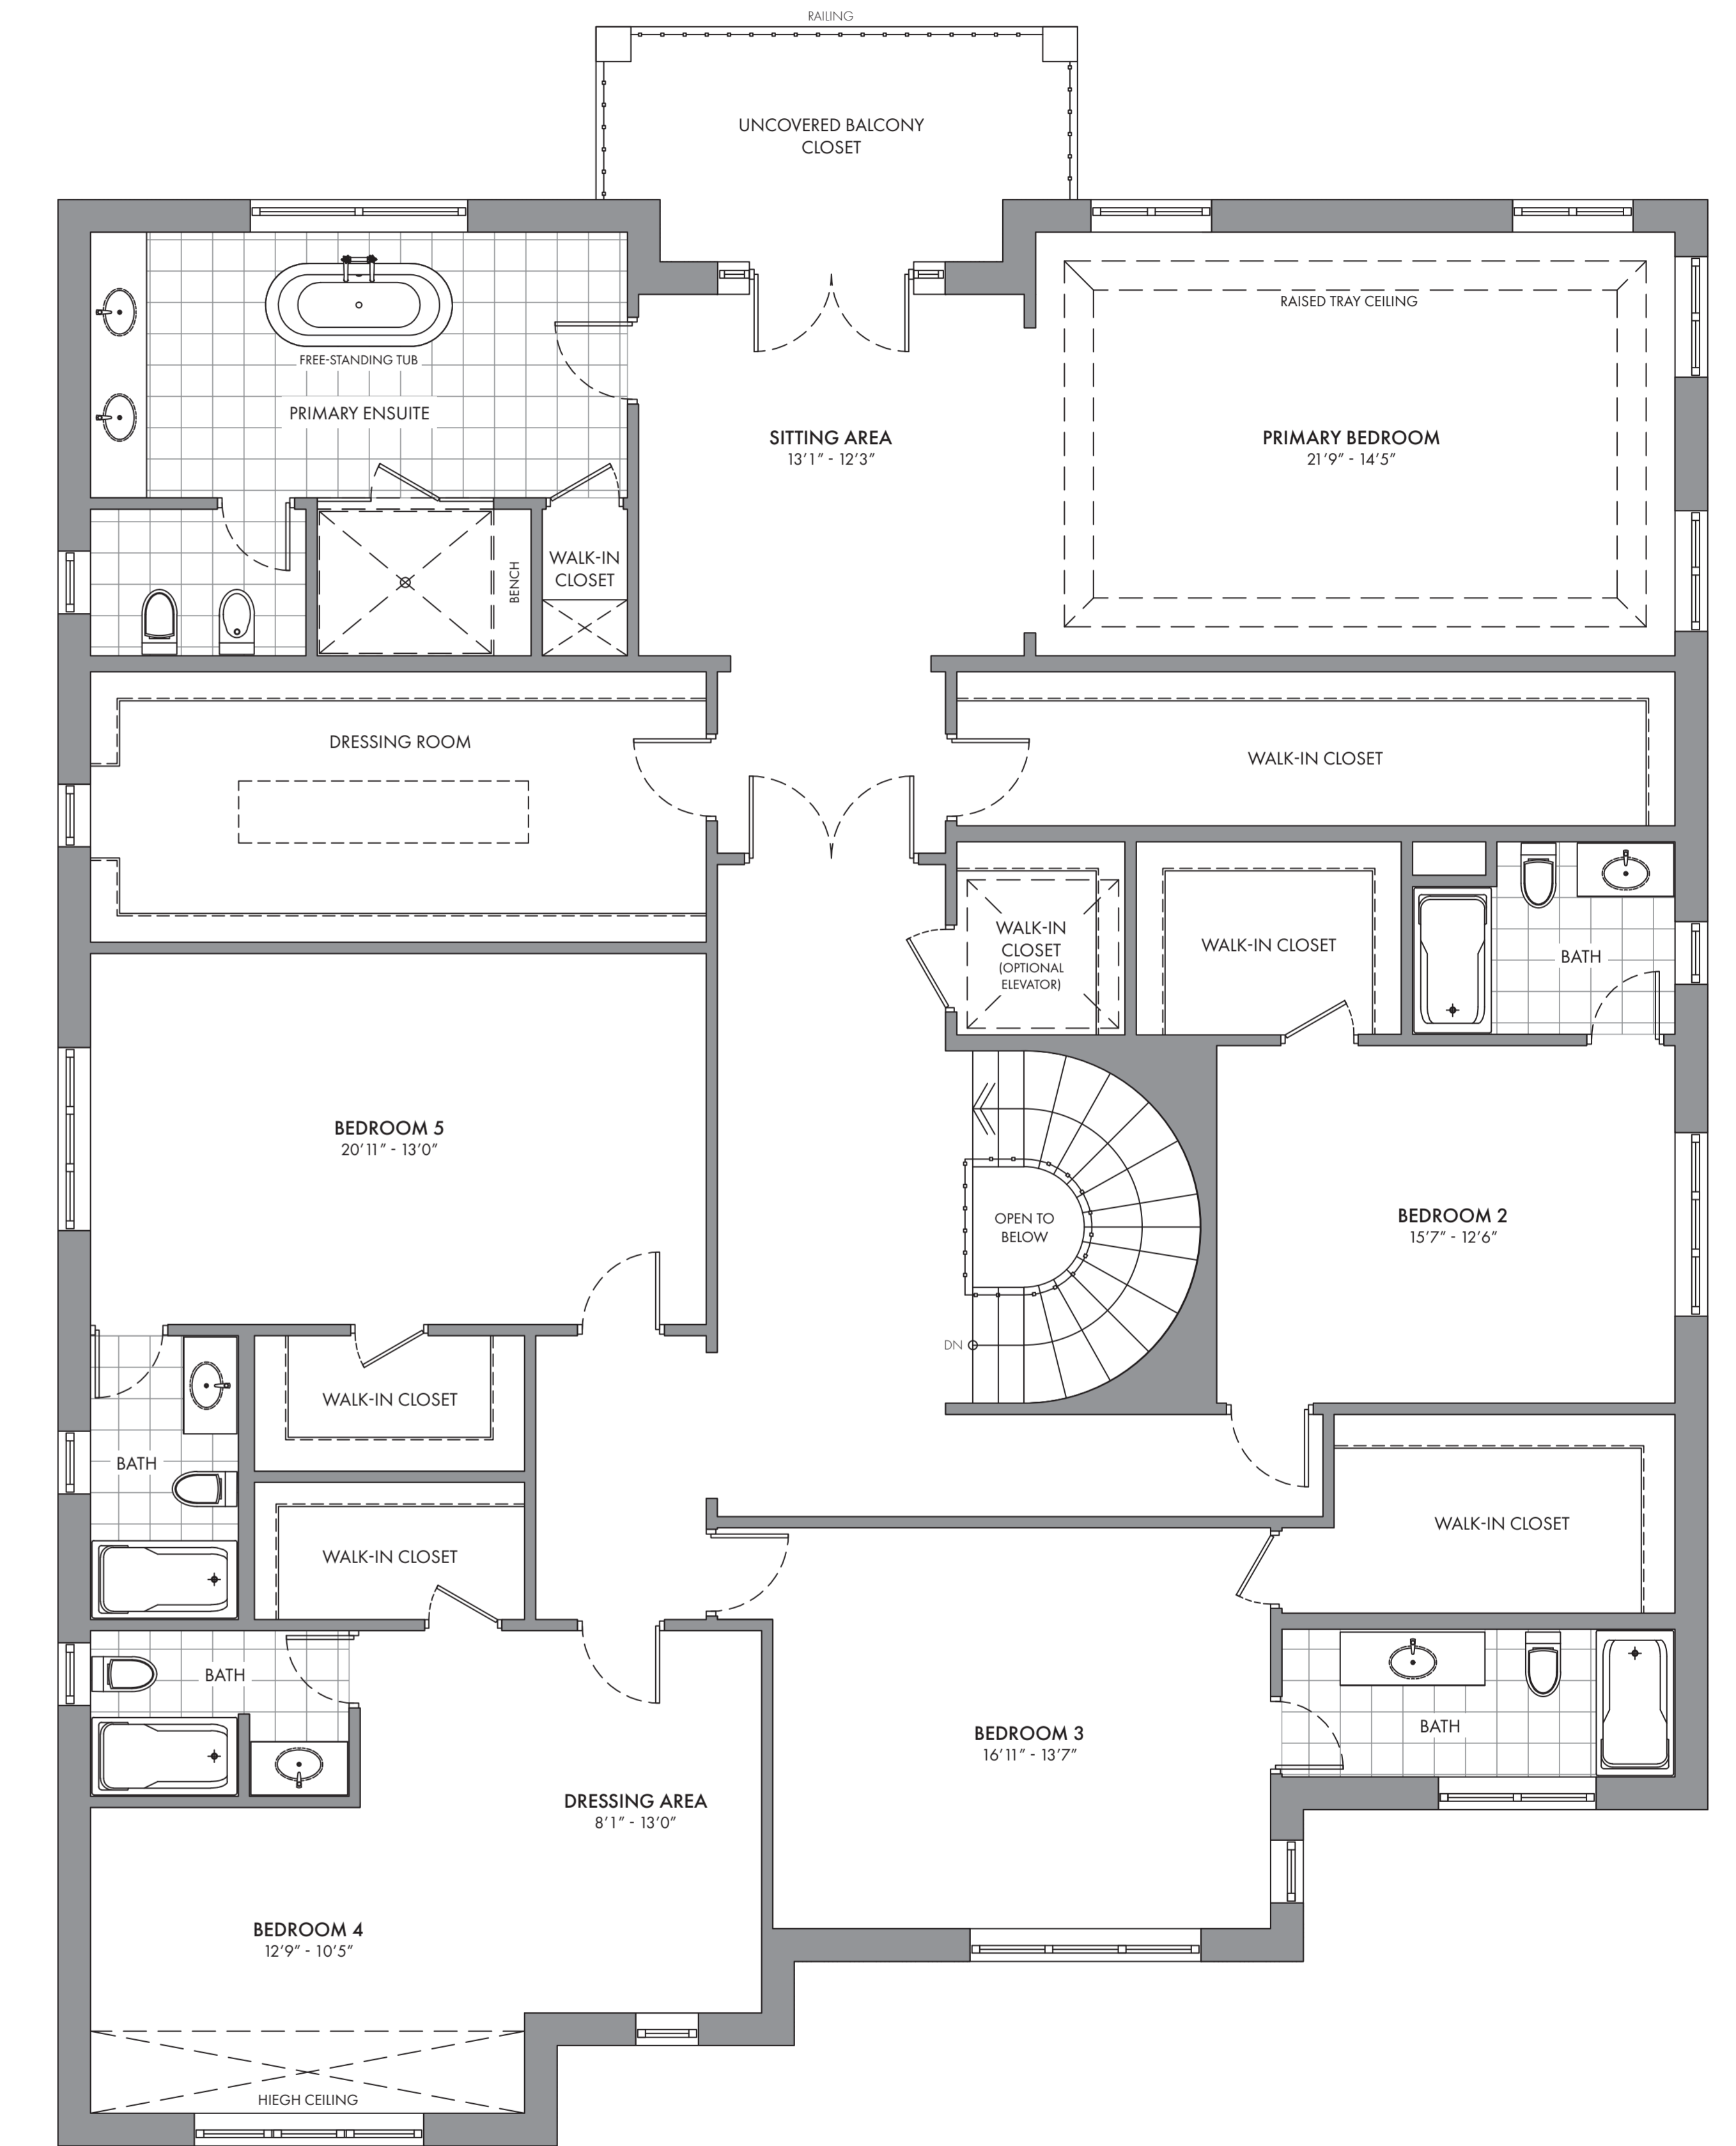 RAILING
UNCOVERED BALCONY
CLOSET
RAISED TRAY CEILING
FREE-STANDING TUB
PRIMARY ENSUITE
SITTING AREA
13'1" - 12'3"
PRIMARY BEDROOM
21'9" - 14'5"
WALK-IN
CLOSET
BENCH
DRESSING ROOM
WALK-IN CLOSET
WALK-IN
CLOSET
(OPTIONAL
ELEVATOR)
WALK-IN CLOSET
BATH
BEDROOM 5
20'11" - 13'0"
OPEN TO
BELOW
BEDROOM 2
15'7" - 12'6"
DN
WALK-IN CLOSET
BATH
WALK-IN CLOSET
WALK-IN CLOSET
BATH
BEDROOM 3
16'11" - 13'7"
BATH
DRESSING AREA
8'1" - 13'0"
BEDROOM 4
12'9" - 10'5"
HIEGH CEILING